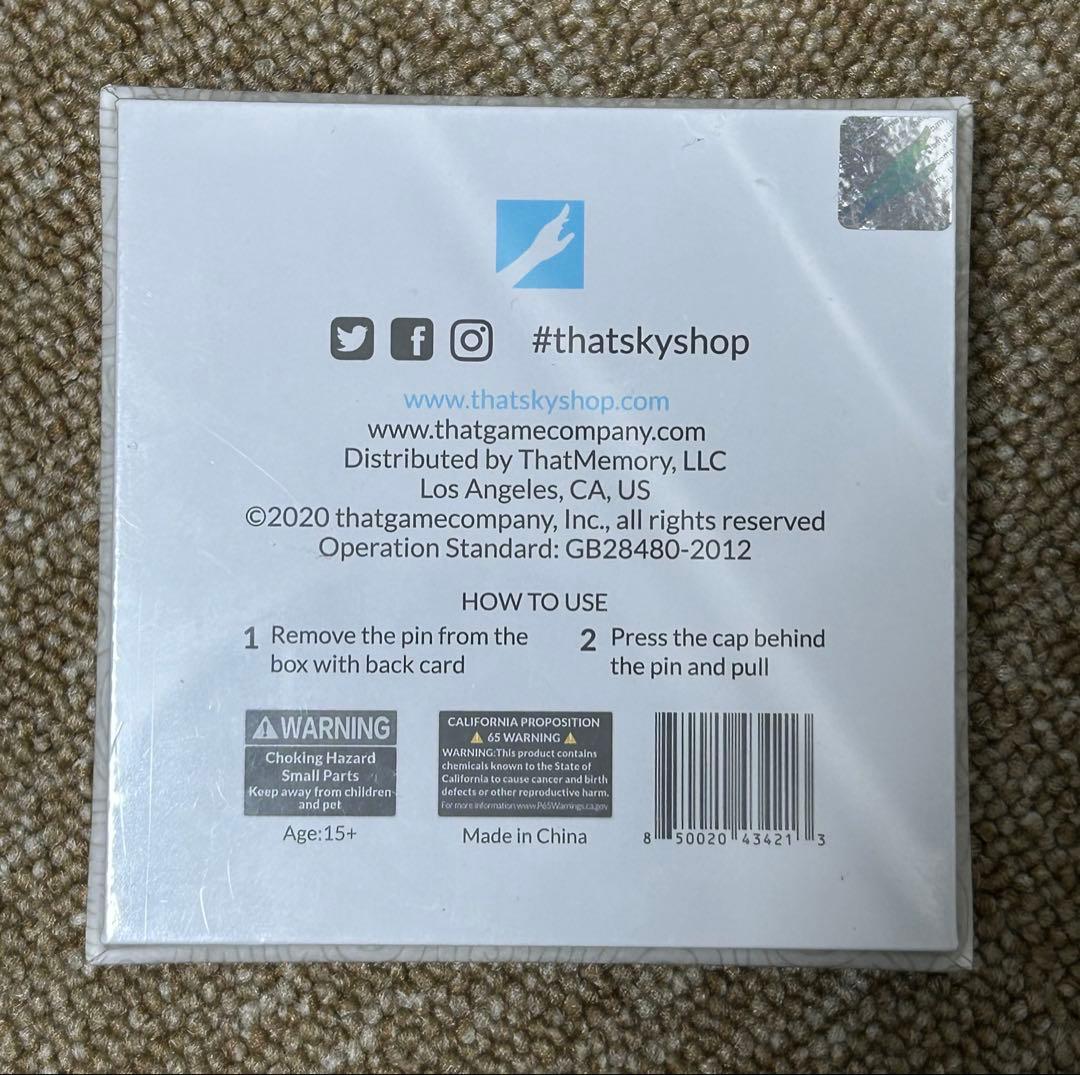 #thatskyshop
www.thatskyshop.com
www.thatgamecompany.com
Distributed by ThatMemory, LLC
Los Angeles, CA, US
©2020 thatgamecompany, Inc., all rights reserved
Operation Standard: GB28480-2012
HOW TO USE
1 Remove the pin from the
box with back card
2 Press the cap behind
the pin and pull
WARNING
Choking Hazard
Small Parts
Keep away from children
and pet
Age:15+
CALIFORNIA PROPOSITION
65 WARNING
WARNING:This product contains
chemicals known to the State of
California to cause cancer and birth
defects or other reproductive harm.
For more information www.P65Warnings.ca.gov
Made in China
8 50020 43421 3